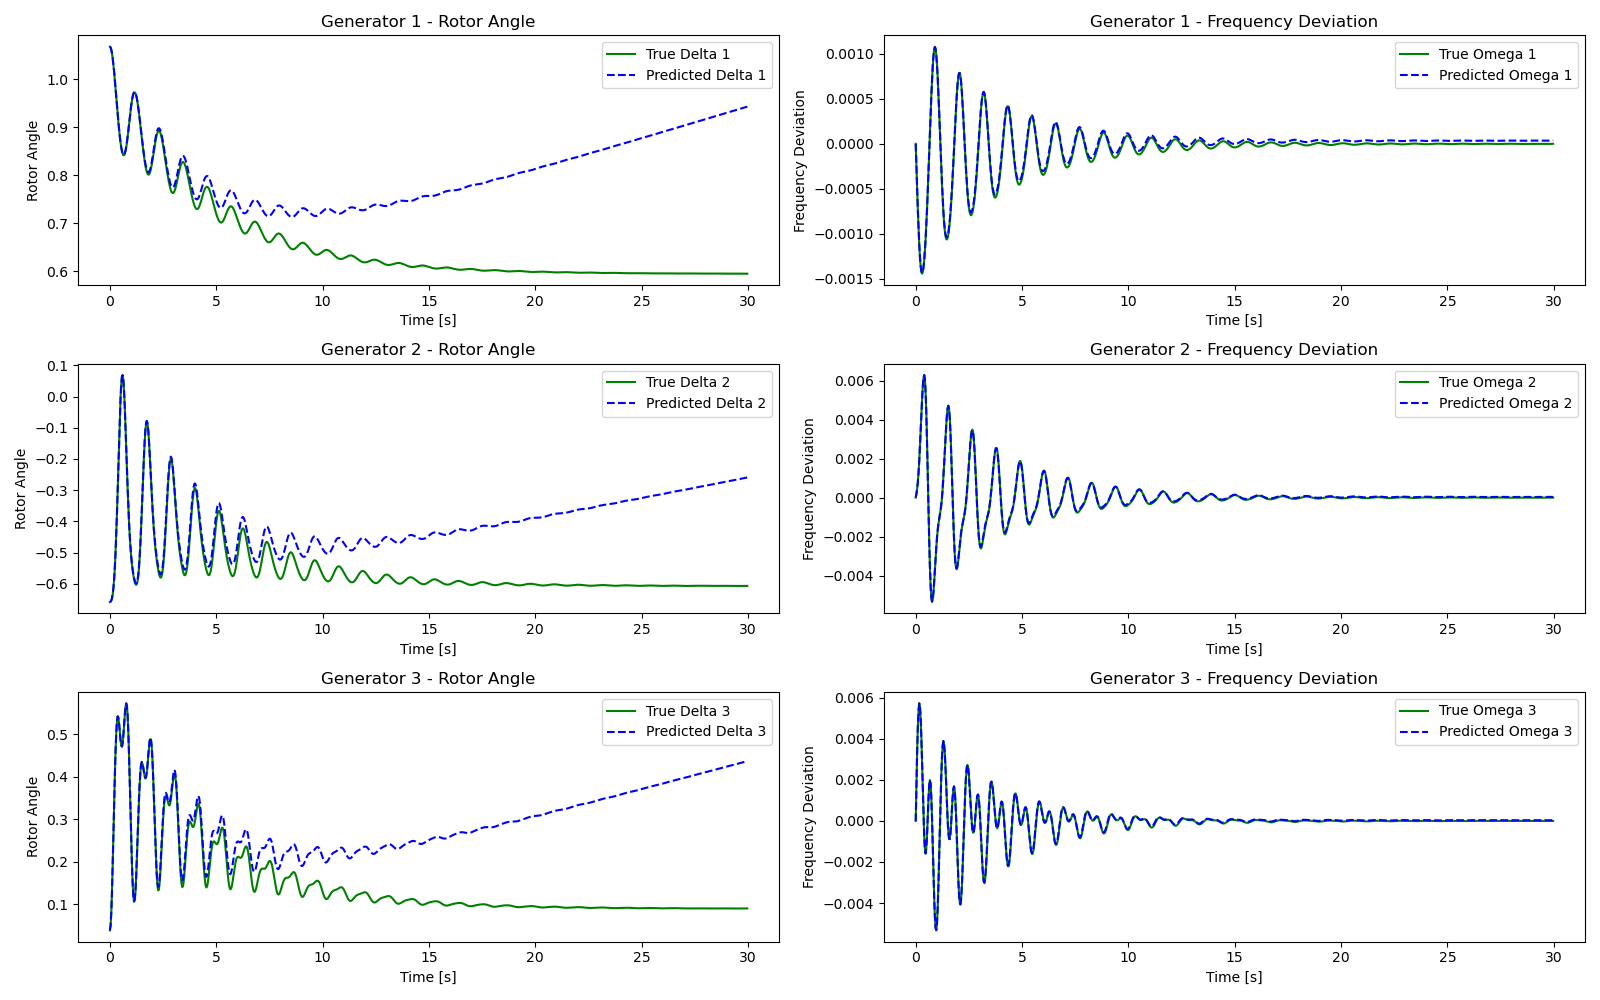 Generator 1 - Rotor Angle
Rotor Angle
1.0
0.9
0.8
0.7
0.6
True Delta 1
Predicted Delta 1
0 5 10 15 20 25 30
Time [s]
Generator 1 - Frequency Deviation
Frequency Deviation
0.0010
0.0005
0.0000
−0.0005
−0.0010
−0.0015
True Omega 1
Predicted Omega 1
0 5 10 15 20 25 30
Time [s]
Generator 2 - Rotor Angle
Rotor Angle
0.1
0.0
−0.1
−0.2
−0.3
−0.4
−0.5
−0.6
True Delta 2
Predicted Delta 2
0 5 10 15 20 25 30
Time [s]
Generator 2 - Frequency Deviation
Frequency Deviation
0.006
0.004
0.002
0.000
−0.002
−0.004
True Omega 2
Predicted Omega 2
0 5 10 15 20 25 30
Time [s]
Generator 3 - Rotor Angle
Rotor Angle
0.5
0.4
0.3
0.2
0.1
True Delta 3
Predicted Delta 3
0 5 10 15 20 25 30
Time [s]
Generator 3 - Frequency Deviation
Frequency Deviation
0.006
0.004
0.002
0.000
−0.002
−0.004
True Omega 3
Predicted Omega 3
0 5 10 15 20 25 30
Time [s]